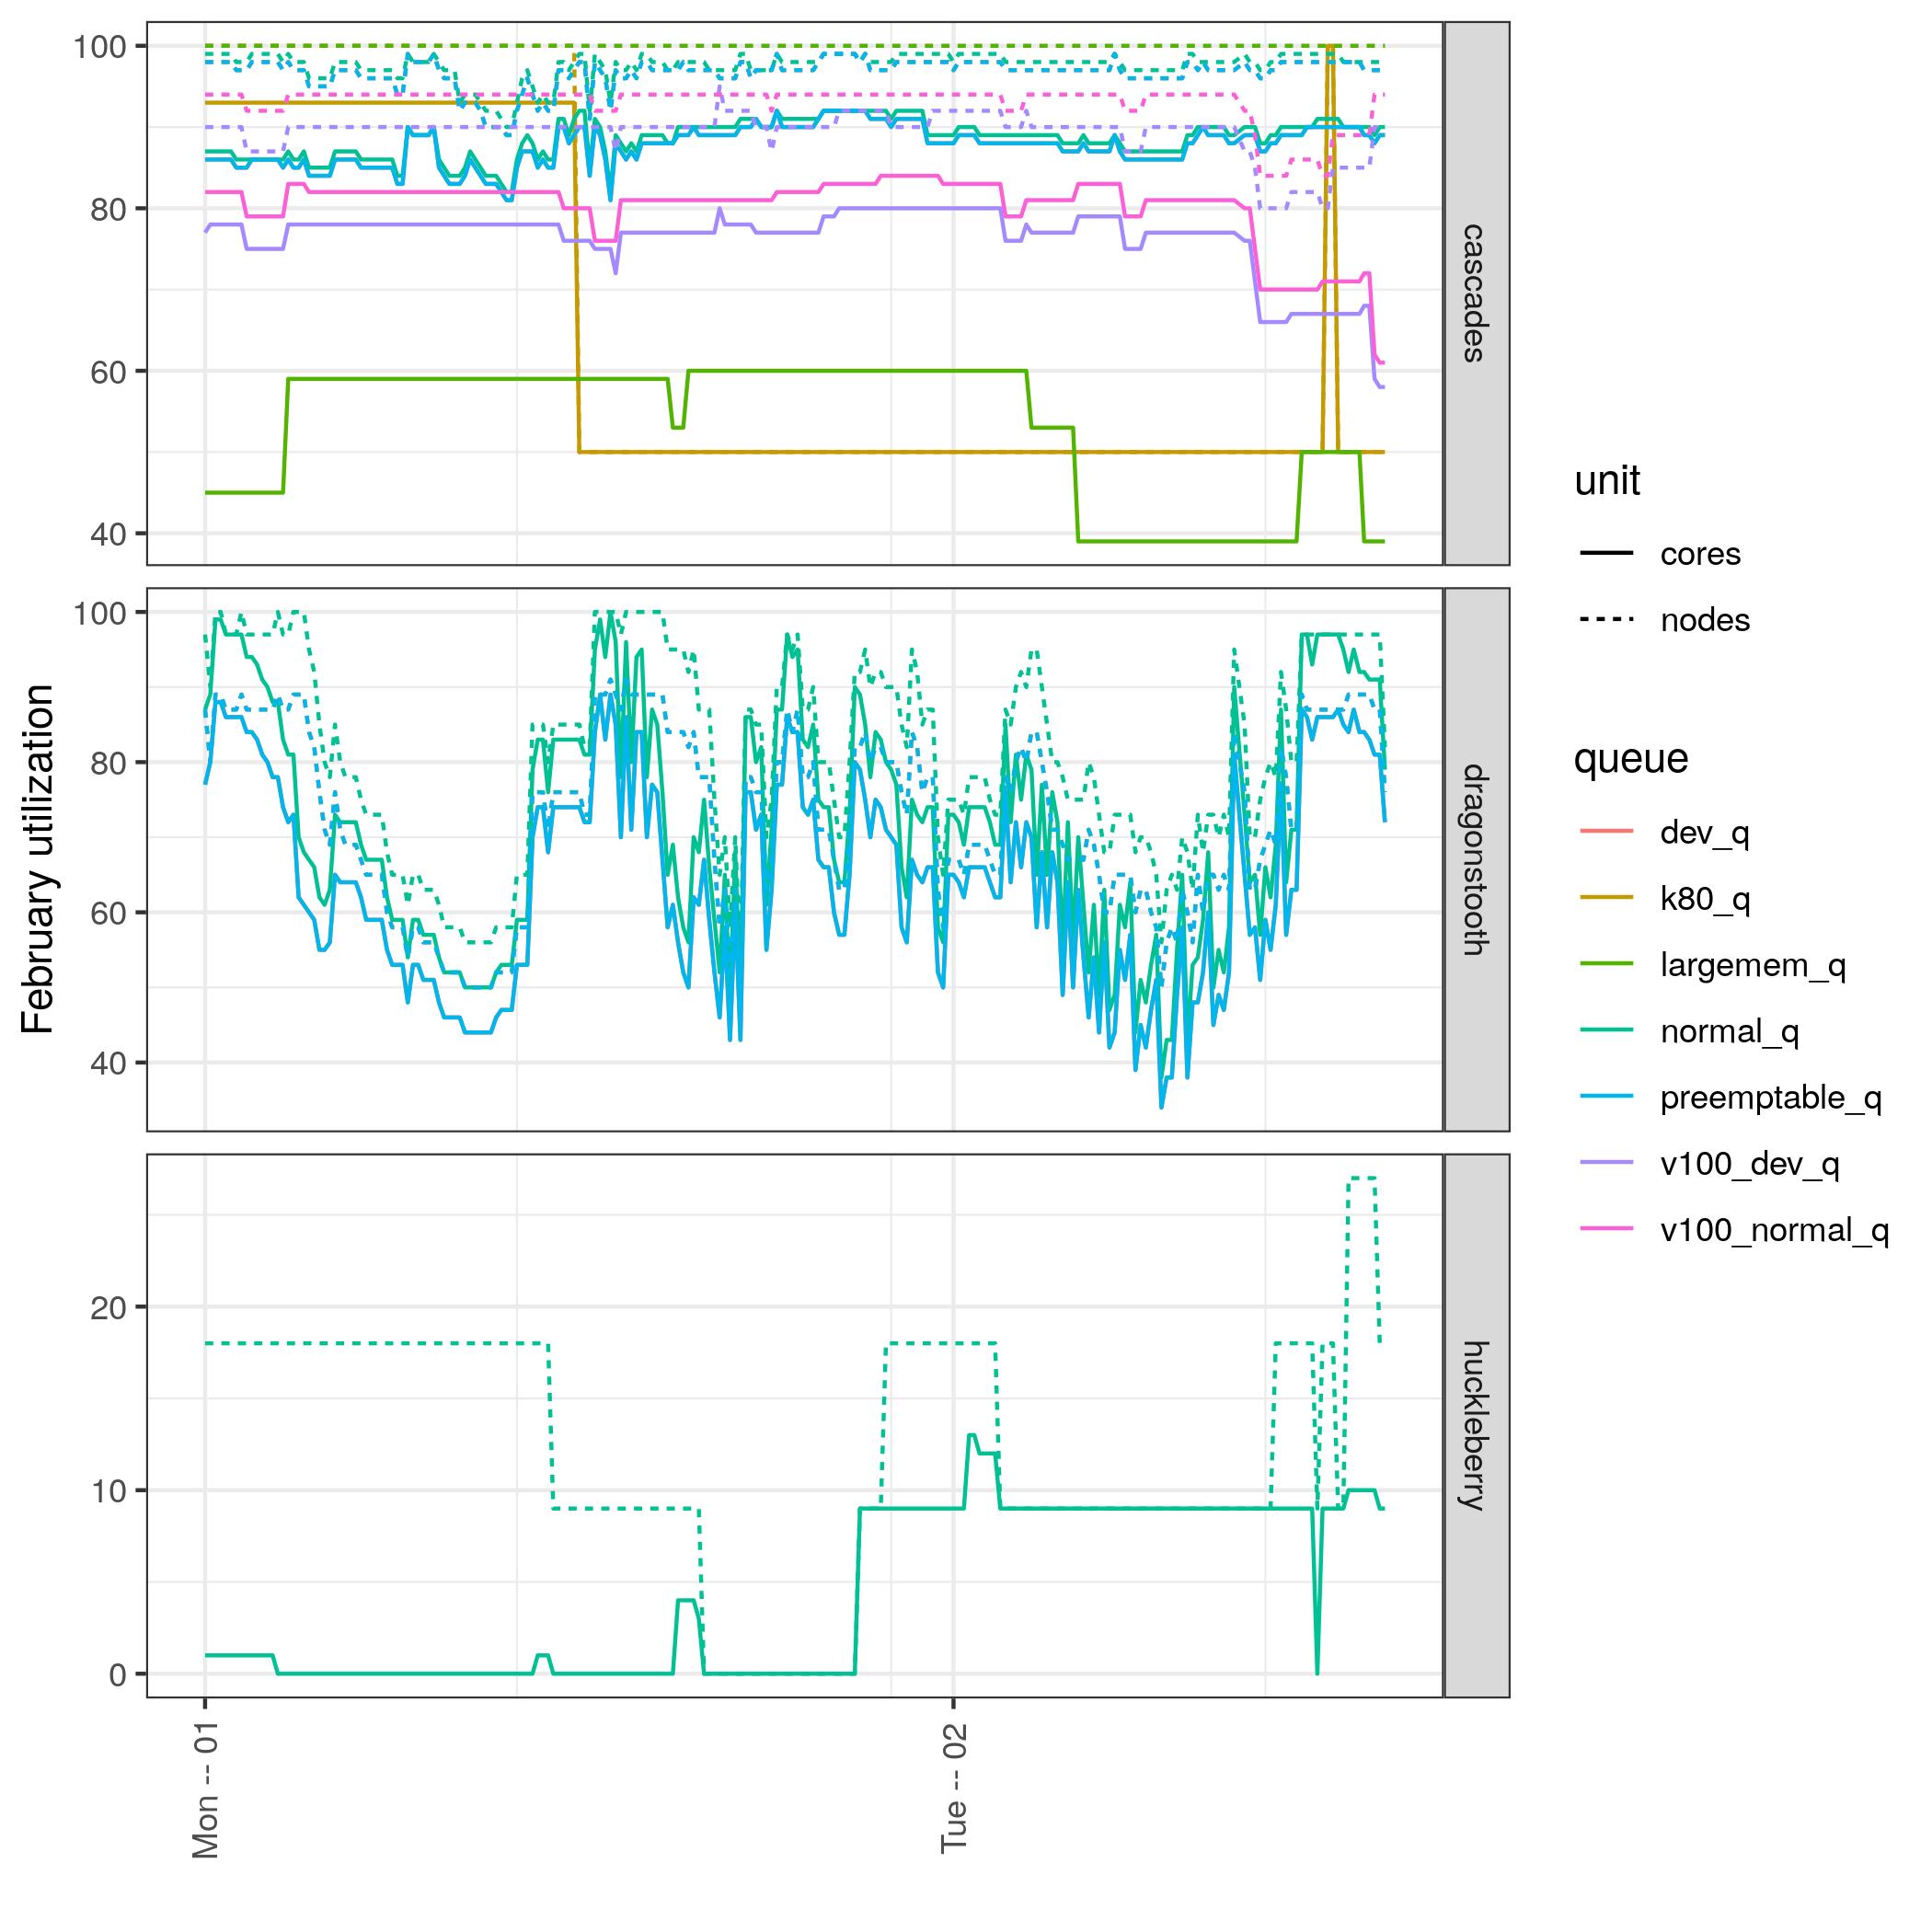 100
80
60
40
cascades
100
80
60
40
dragonstooth
20
10
0
huckleberry
February utilization
Mon -- 01
Tue -- 02
unit
cores
nodes
queue
dev_q
k80_q
largemem_q
normal_q
preemptable_q
v100_dev_q
v100_normal_q